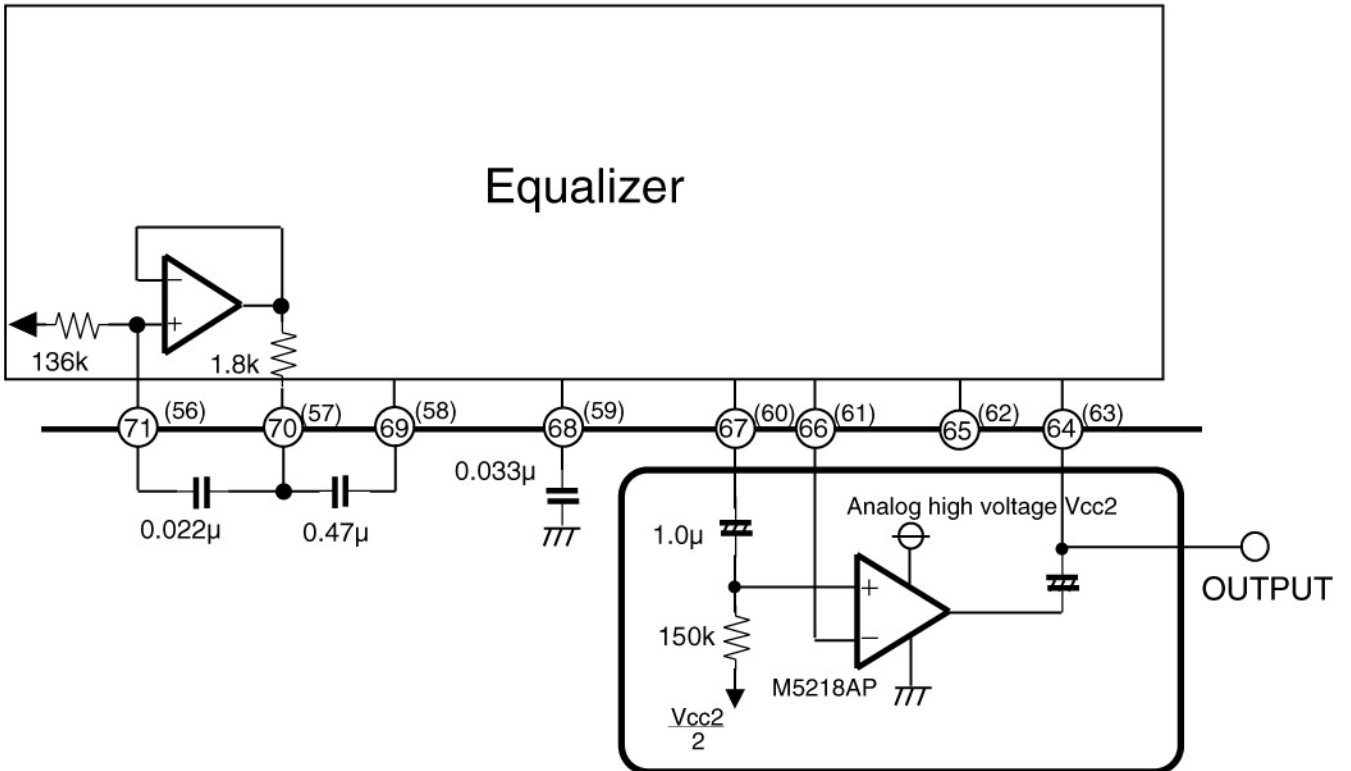 Equalizer
−
+
136k
1.8k
71 (56) 70 (57) 69 (58) 68 (59) 67 (60) 66 (61) 65 (62) 64 (63)
0.022µ
0.47µ
0.033µ
1.0µ
Analog high voltage Vcc2
+
−
150k
M5218AP
Vcc2
2
OUTPUT